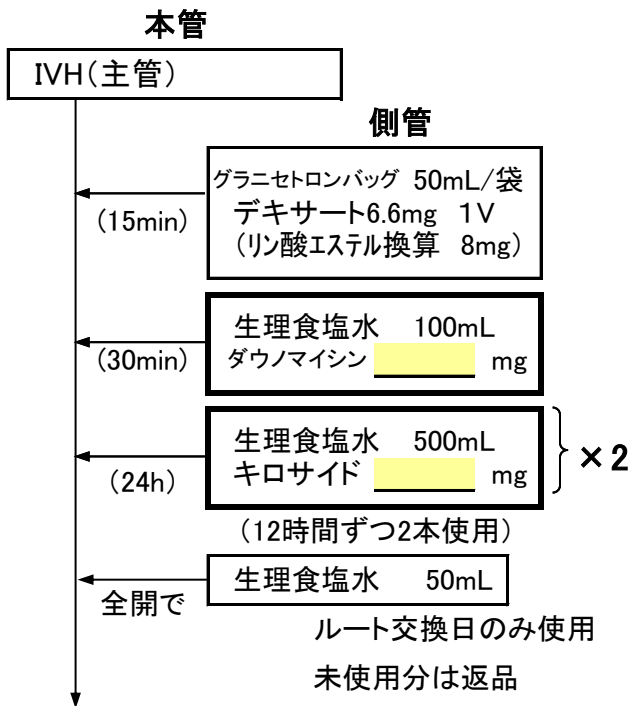 本管
IVH(主管)
側管
グラニセトロンバッグ 50mL/袋
デキサート6.6mg 1V
(リン酸エステル換算 8mg)
(15min)
生理食塩水 100mL
ダウノマイシン mg
(30min)
生理食塩水 500mL
キロサイド mg
×2
(24h)
(12時間ずつ2本使用)
生理食塩水 50mL
全開で
ルート交換日のみ使用
未使用分は返品